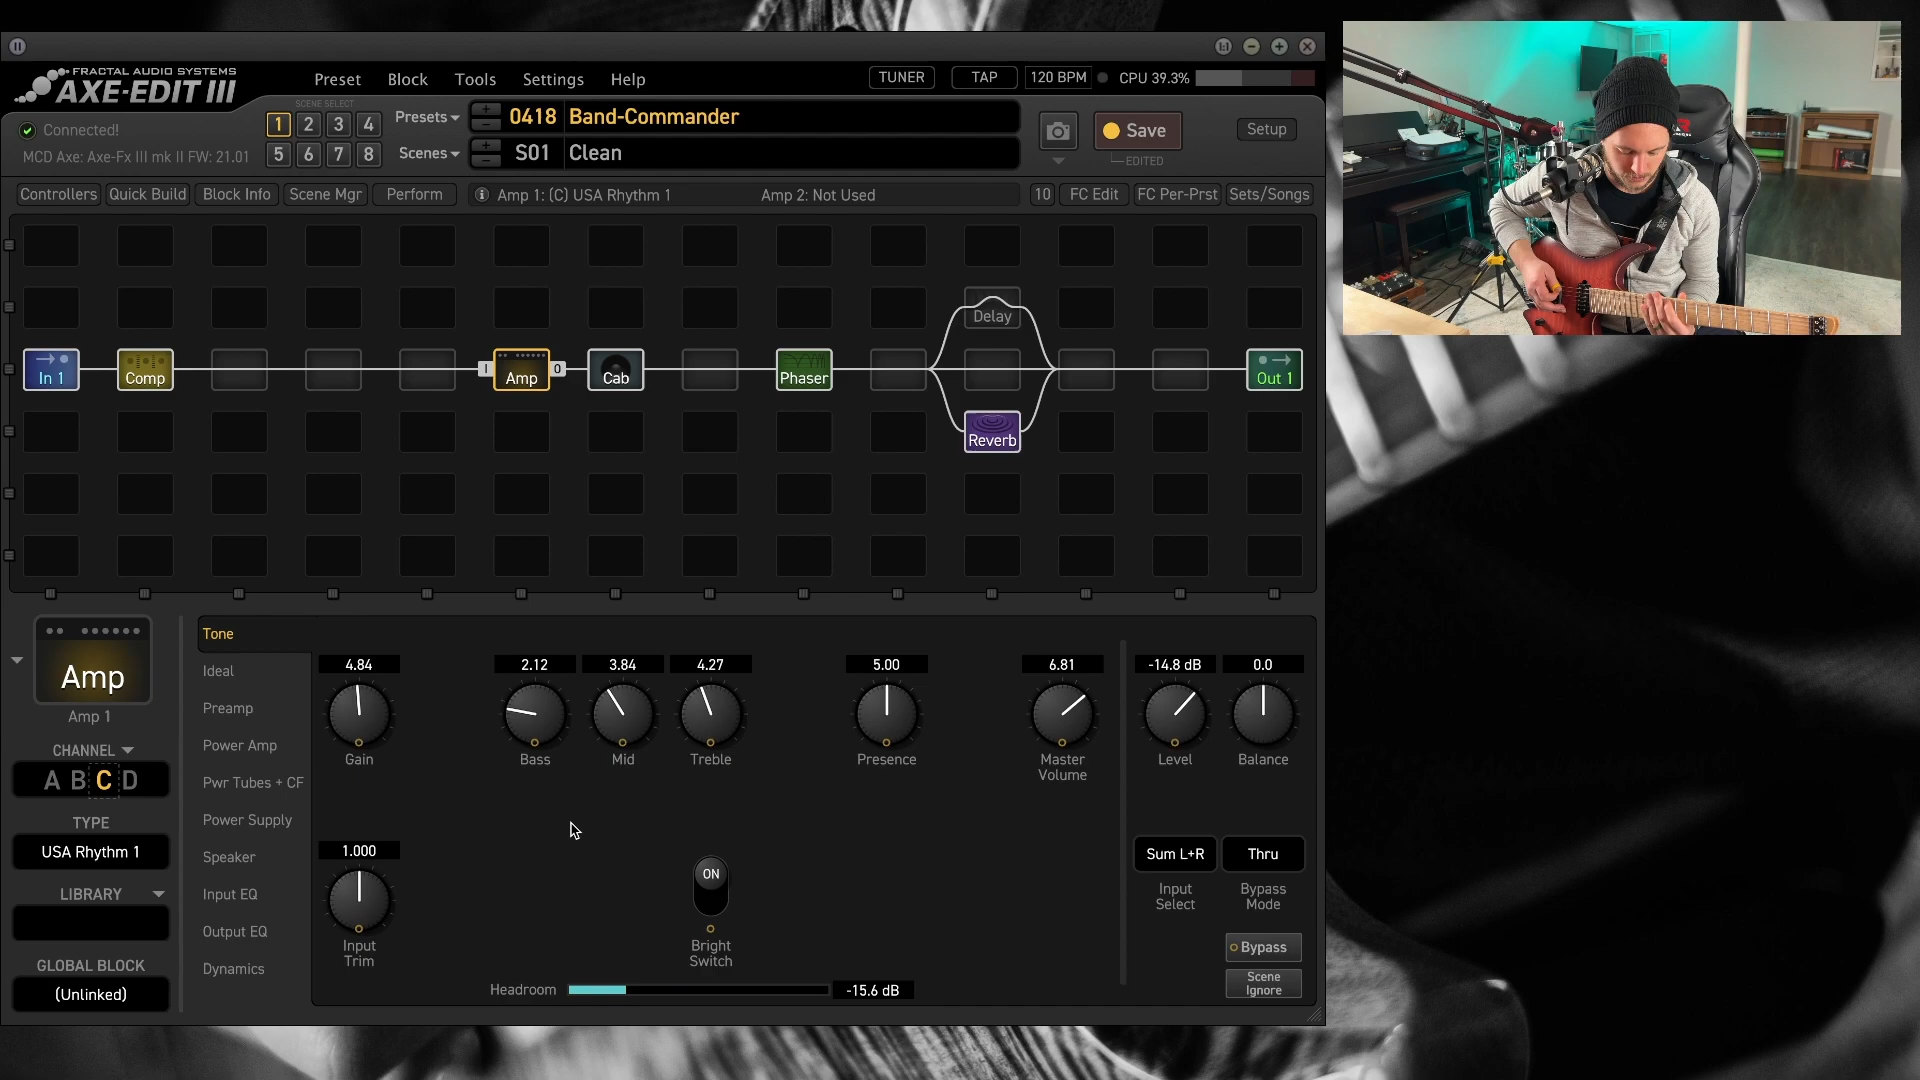 FRACTAL AUDIO SYSTEMS
AXE-EDIT III
Preset Block Tools Settings Help
TUNER TAP 120 BPM CPU 39.3%
SCENE SELECT
1 2 3 4
5 6 7 8
Presets 0418 Band-Commander
Scenes S01 Clean
Save
EDITED
Setup
Connected!
MCD Axe: Axe-Fx III mk II FW: 21.01
Controllers Quick Build Block Info Scene Mgr Perform Amp 1: (C) USA Rhythm 1 Amp 2: Not Used 10 FC Edit FC Per-Prst Sets/Songs
Delay
In 1 Comp I Amp O Cab Phaser Out 1
Reverb
Amp
Amp 1
CHANNEL
A B C D
TYPE
USA Rhythm 1
LIBRARY
GLOBAL BLOCK
(Unlinked)
Tone
Ideal
Preamp
Power Amp
Pwr Tubes + CF
Power Supply
Speaker
Input EQ
Output EQ
Dynamics
4.84 2.12 3.84 4.27 5.00 6.81 -14.8 dB 0.0
Gain Bass Mid Treble Presence Master Volume Level Balance
1.000
Input Trim
ON
Bright Switch
Sum L+R Thru
Input Select
Bypass Mode
Bypass
Scene Ignore
Headroom -15.6 dB